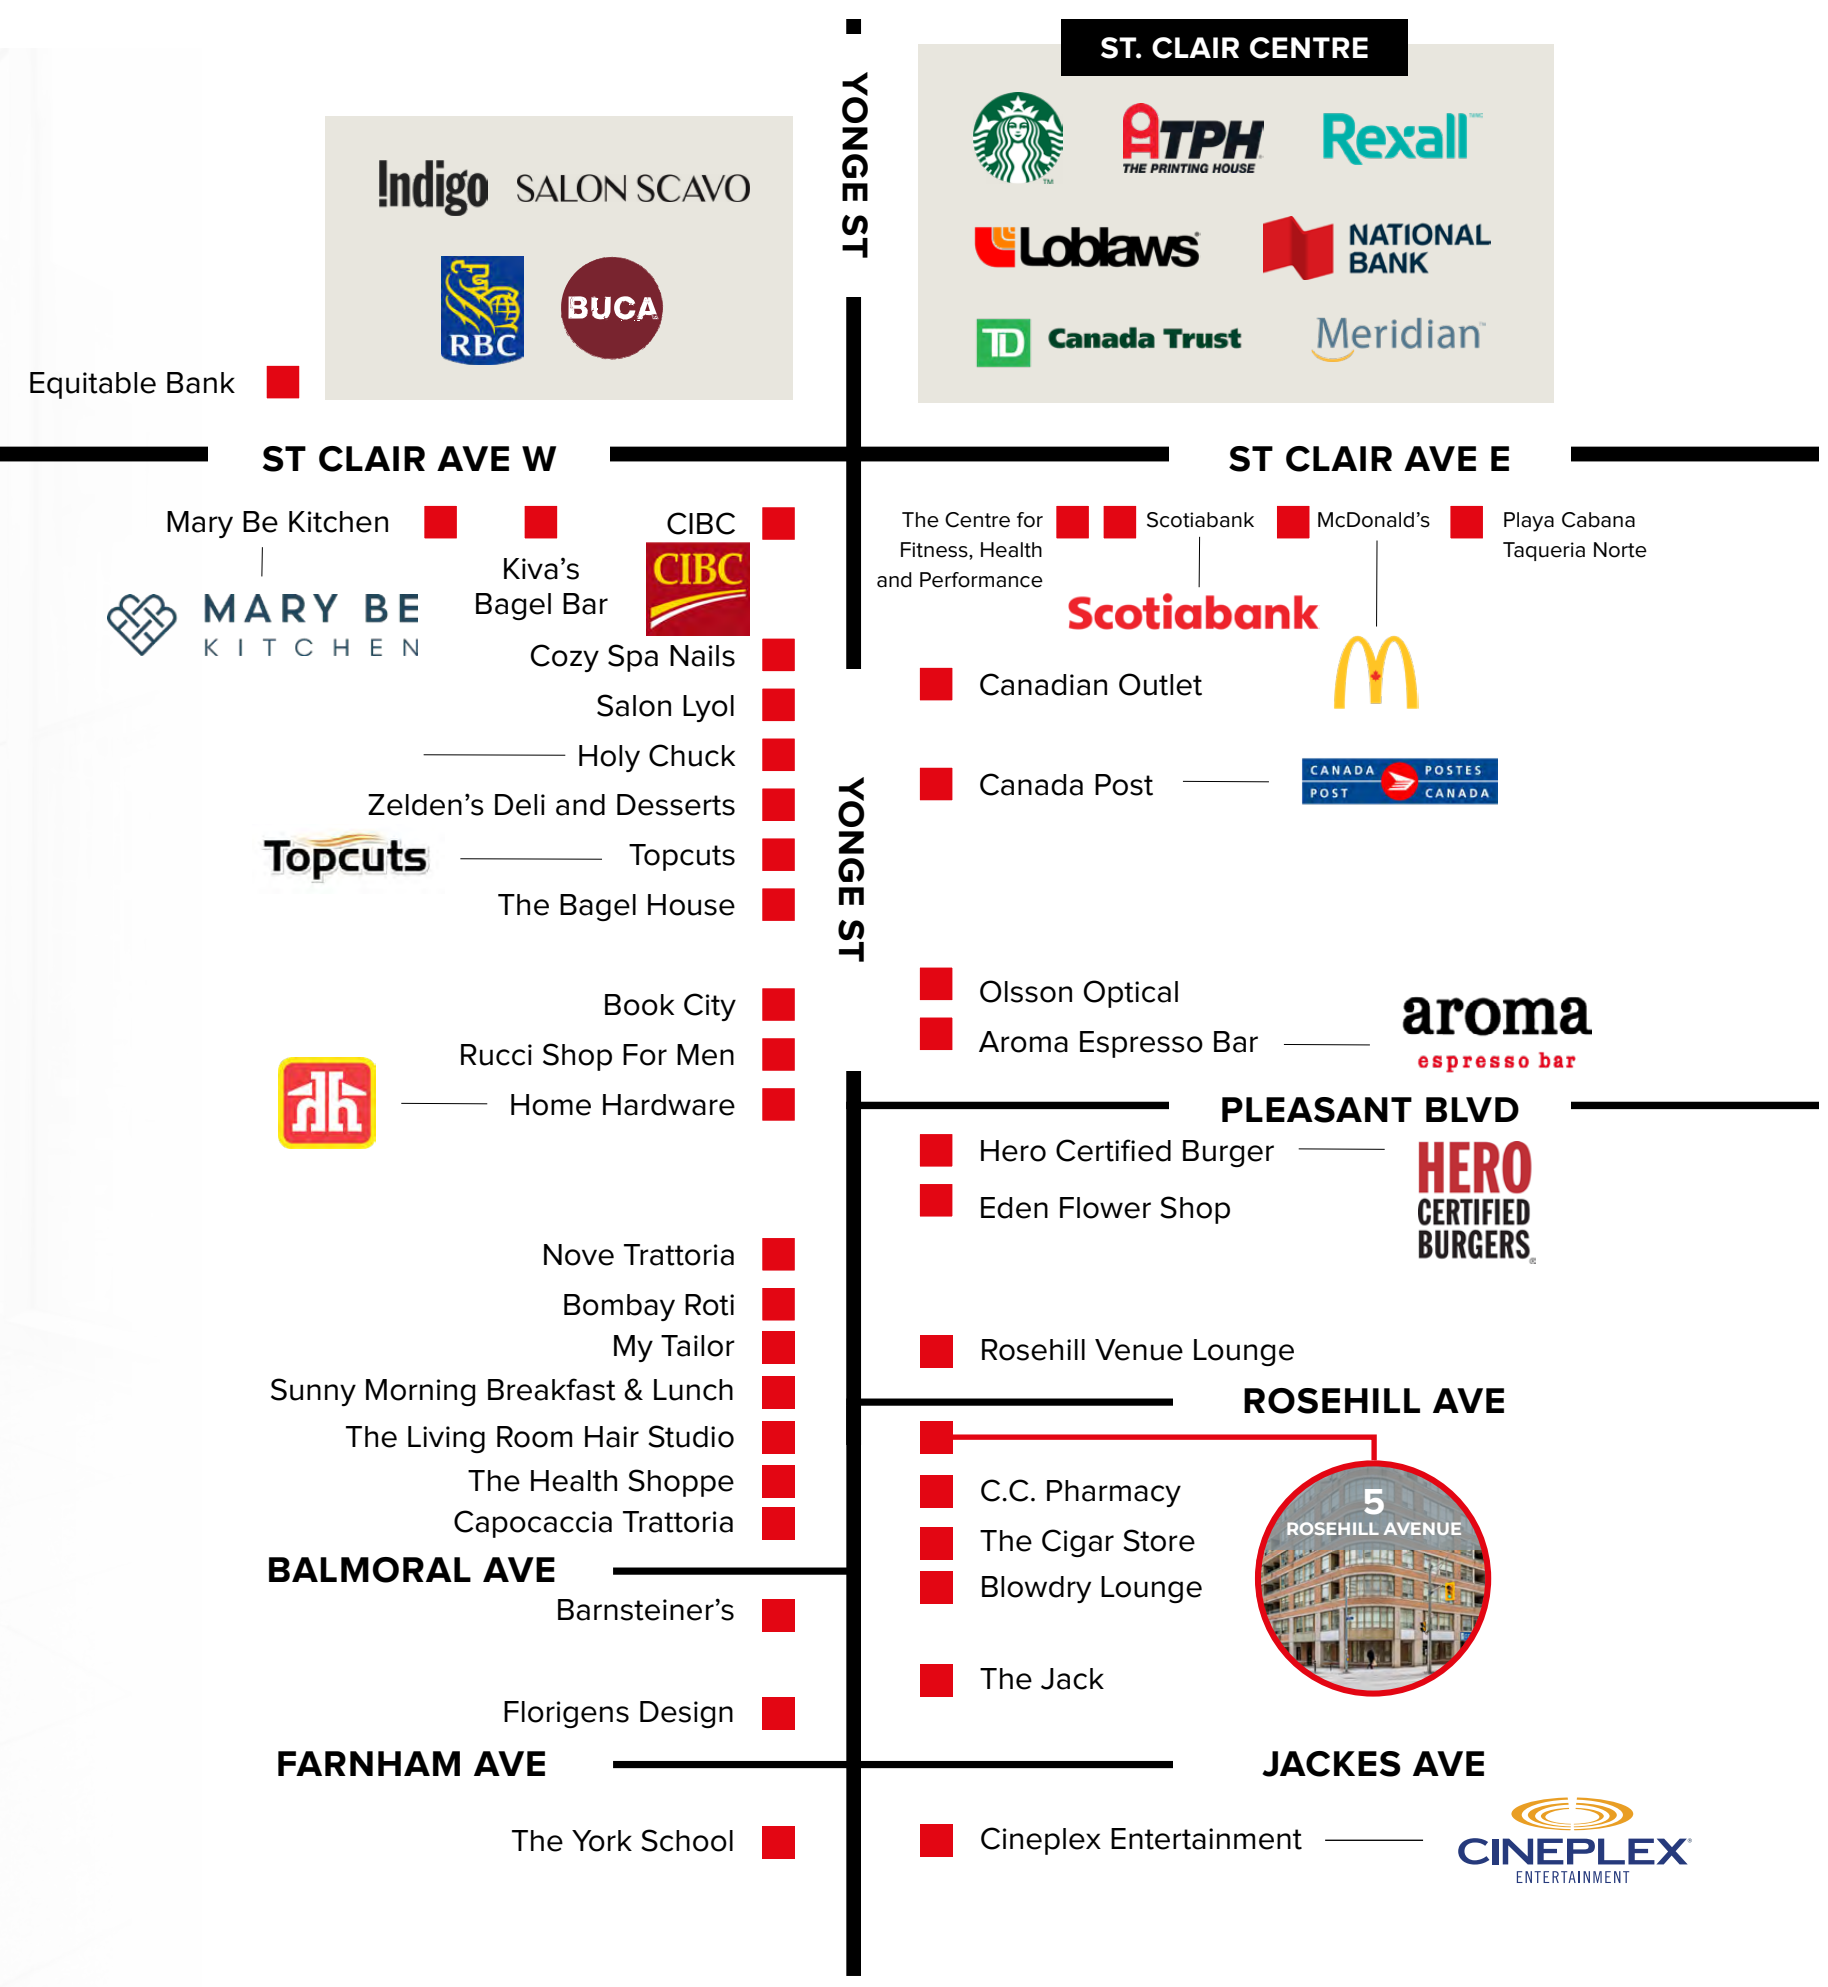 YONGE ST
ST. CLAIR CENTRE
TPH
THE PRINTING HOUSE
Rexall
Indigo
SALON SCAVO
Loblaws
NATIONAL
BANK
RBC
BUCA
TD
Canada Trust
Meridian
Equitable Bank
ST CLAIR AVE W
ST CLAIR AVE E
Mary Be Kitchen
Kiva's
Bagel Bar
CIBC
CIBC
MARY BE
KITCHEN
The Centre for
Fitness, Health
and Performance
Scotiabank
Scotiabank
McDonald's
Playa Cabana
Taqueria Norte
Cozy Spa Nails
Salon Lyol
Holy Chuck
Zelden's Deli and Desserts
Topcuts
Topcuts
The Bagel House
YONGE ST
Canadian Outlet
Canada Post
CANADA POSTES
POST CANADA
Book City
Rucci Shop For Men
Home Hardware
Olsson Optical
Aroma Espresso Bar
aroma
espresso bar
PLEASANT BLVD
Hero Certified Burger
HERO
CERTIFIED
BURGERS
Eden Flower Shop
Nove Trattoria
Bombay Roti
My Tailor
Sunny Morning Breakfast & Lunch
The Living Room Hair Studio
The Health Shoppe
Capocaccia Trattoria
Rosehill Venue Lounge
ROSEHILL AVE
C.C. Pharmacy
The Cigar Store
Blowdry Lounge
The Jack
5
ROSEHILL AVENUE
BALMORAL AVE
Barnsteiner's
Florigens Design
FARNHAM AVE
JACKES AVE
The York School
Cineplex Entertainment
CINEPLEX
ENTERTAINMENT